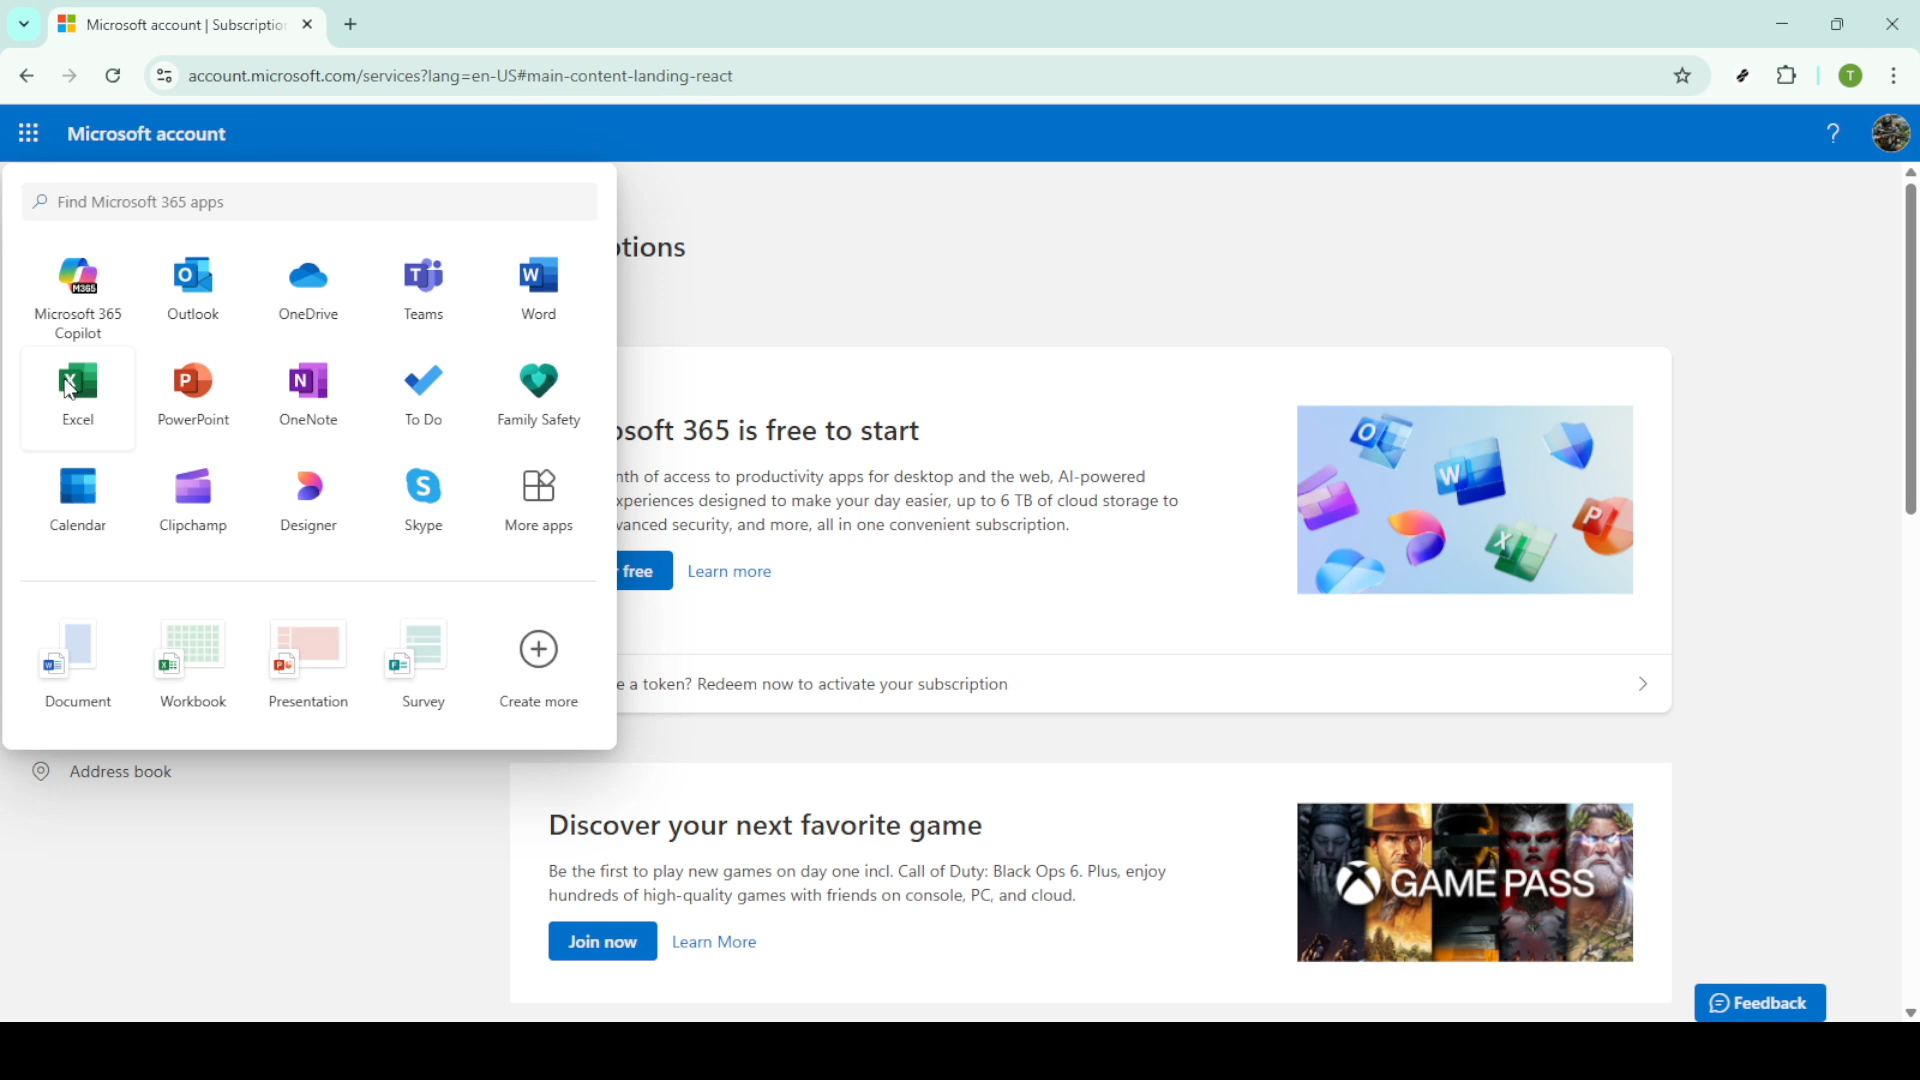 Microsoft account | Subscriptio
account.microsoft.com/services?lang=en-US#main-content-landing-react
T
Microsoft account
?
Find Microsoft 365 apps
M365
Microsoft 365
Copilot
Outlook
OneDrive
Teams
Word
Excel
PowerPoint
OneNote
To Do
Family Safety
Calendar
Clipchamp
Designer
Skype
More apps
Document
Workbook
Presentation
Survey
Create more
Address book
tions
osoft 365 is free to start
nth of access to productivity apps for desktop and the web, AI-powered
xperiences designed to make your day easier, up to 6 TB of cloud storage to
vanced security, and more, all in one convenient subscription.
free
Learn more
e a token? Redeem now to activate your subscription
Discover your next favorite game
Be the first to play new games on day one incl. Call of Duty: Black Ops 6. Plus, enjoy
hundreds of high-quality games with friends on console, PC, and cloud.
Join now
Learn More
GAME PASS
Feedback